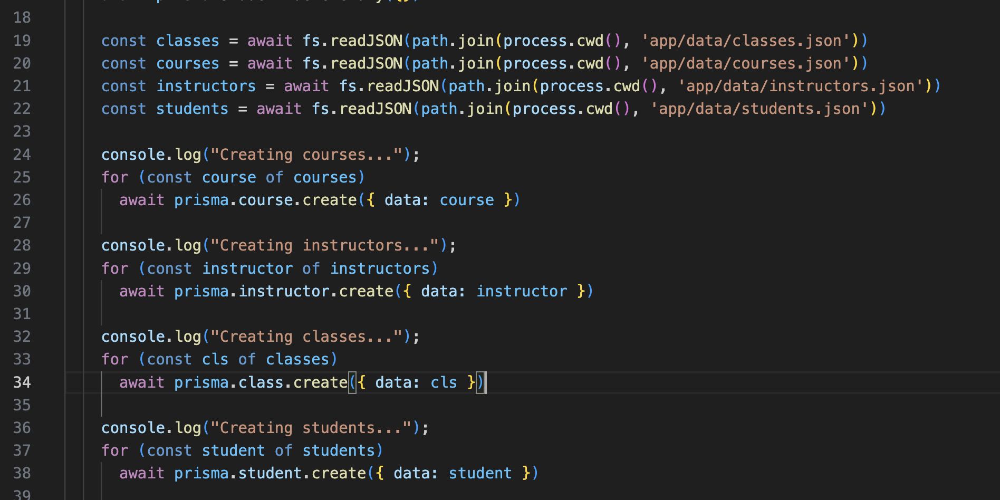 18
19 const classes = await fs.readJSON(path.join(process.cwd(), 'app/data/classes.json'))
20 const courses = await fs.readJSON(path.join(process.cwd(), 'app/data/courses.json'))
21 const instructors = await fs.readJSON(path.join(process.cwd(), 'app/data/instructors.json'))
22 const students = await fs.readJSON(path.join(process.cwd(), 'app/data/students.json'))
23
24 console.log("Creating courses...");
25 for (const course of courses)
26 await prisma.course.create({ data: course })
27
28 console.log("Creating instructors...");
29 for (const instructor of instructors)
30 await prisma.instructor.create({ data: instructor })
31
32 console.log("Creating classes...");
33 for (const cls of classes)
34 await prisma.class.create({ data: cls })
35
36 console.log("Creating students...");
37 for (const student of students)
38 await prisma.student.create({ data: student })
39